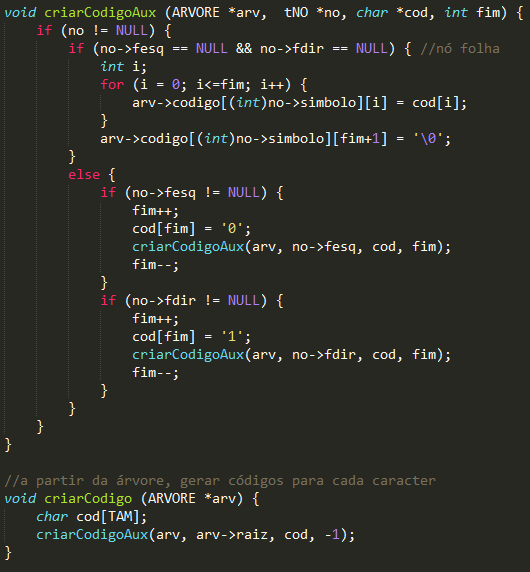 void criarCodigoAux (ARVORE *arv,  tNO *no, char *cod, int fim) {
    if (no != NULL) {
        if (no->fesq == NULL && no->fdir == NULL) { //nó folha
            int i;
            for (i = 0; i<=fim; i++) {
                arv->codigo[(int)no->simbolo][i] = cod[i];
            }
            arv->codigo[(int)no->simbolo][fim+1] = '\0';
        }
        else {
            if (no->fesq != NULL) {
                fim++;
                cod[fim] = '0';
                criarCodigoAux(arv, no->fesq, cod, fim);
                fim--;
            }
            if (no->fdir != NULL) {
                fim++;
                cod[fim] = '1';
                criarCodigoAux(arv, no->fdir, cod, fim);
                fim--;
            }
        }
    }
}

//a partir da árvore, gerar códigos para cada caracter
void criarCodigo (ARVORE *arv) {
    char cod[TAM];
    criarCodigoAux(arv, arv->raiz, cod, -1);
}